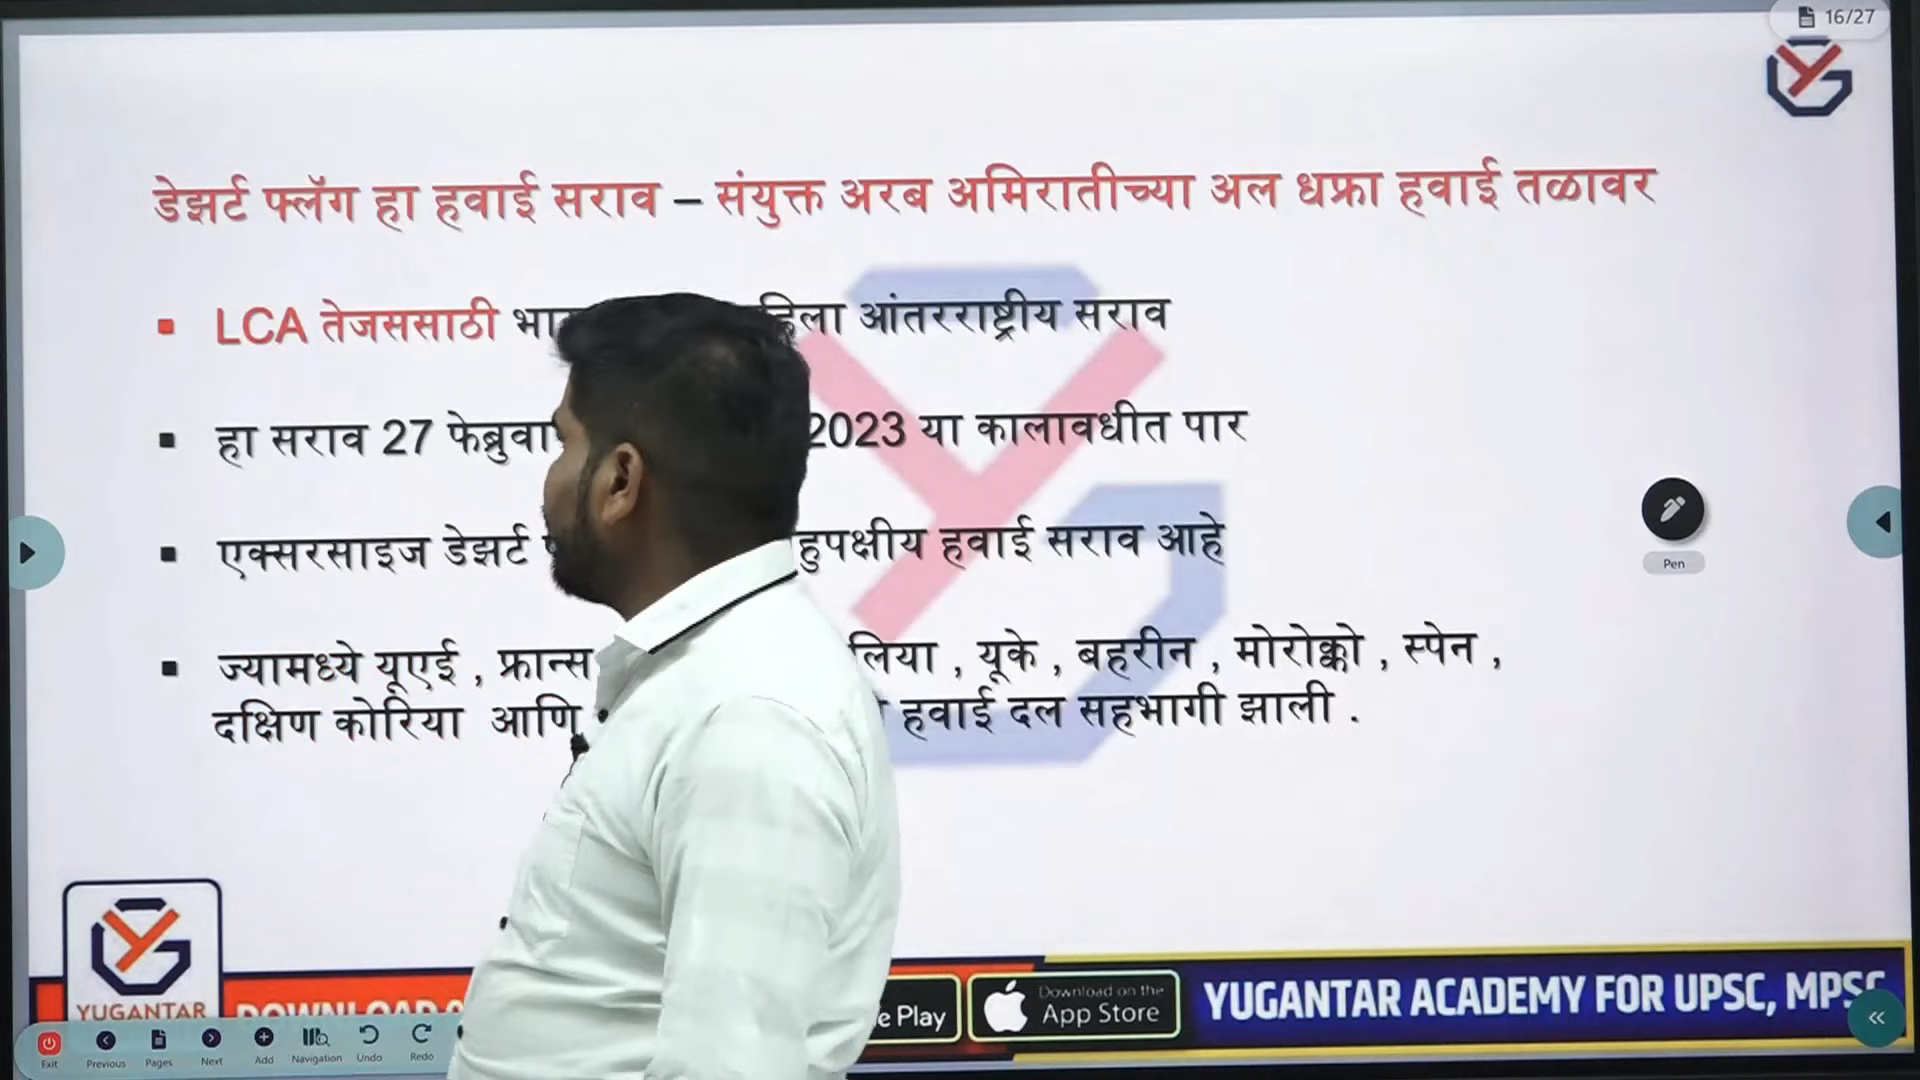 16/27
डेझर्ट फ्लॅग हा हवाई सराव – संयुक्त अरब अमिरातीच्या अल धफ्रा हवाई तळावर
▪ LCA तेजससाठी आंतरराष्ट्रीय सराव
▪ हा सराव 27 2023 या कालावधीत पार
▪ एक्सरसाइज डेझर्ट हवाई सराव आहे
▪ ज्यामध्ये यूएई , फ्रान्स , यूके , बहरीन , मोरोक्को , स्पेन ,
दक्षिण कोरिया आणि हवाई दल सहभागी झाली .
Pen
YUGANTAR
DOWNLOAD
Play
Download on the
App Store
YUGANTAR ACADEMY FOR UPSC, MPSC
Exit Previous Pages Next Add Navigation Undo Redo